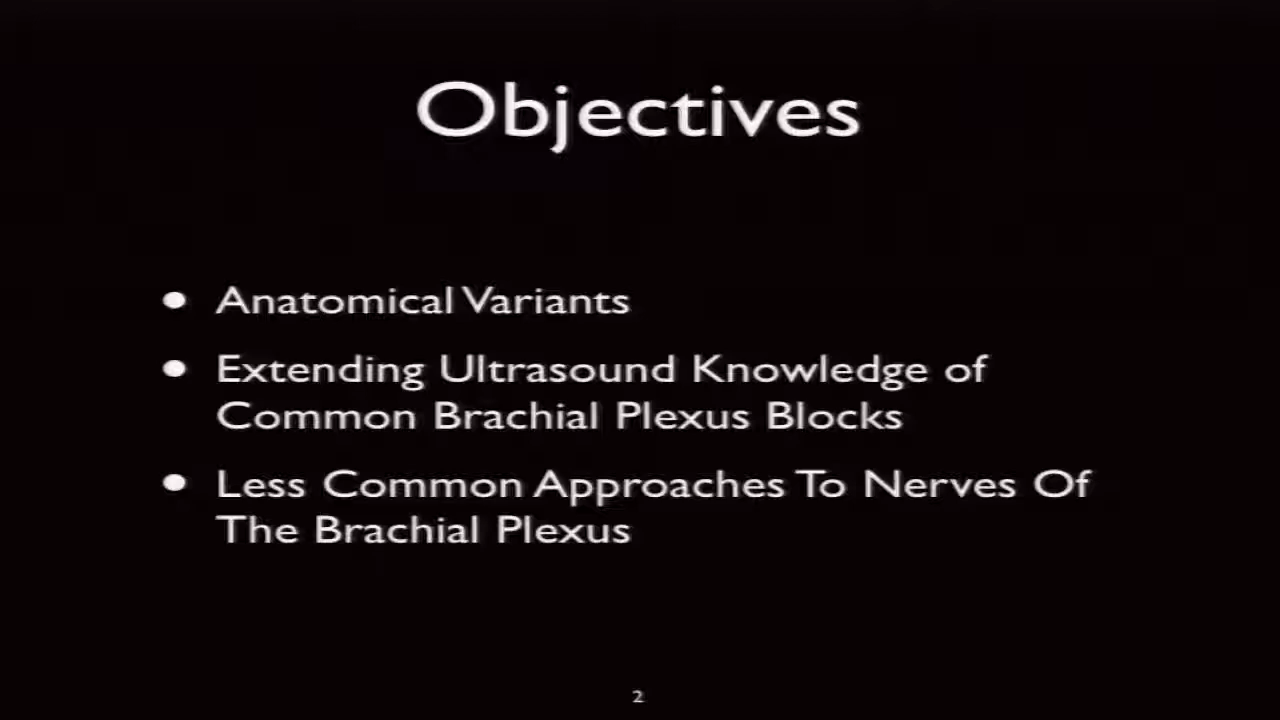 Objectives
• Anatomical Variants
• Extending Ultrasound Knowledge of
Common Brachial Plexus Blocks
• Less Common Approaches To Nerves Of
The Brachial Plexus
2